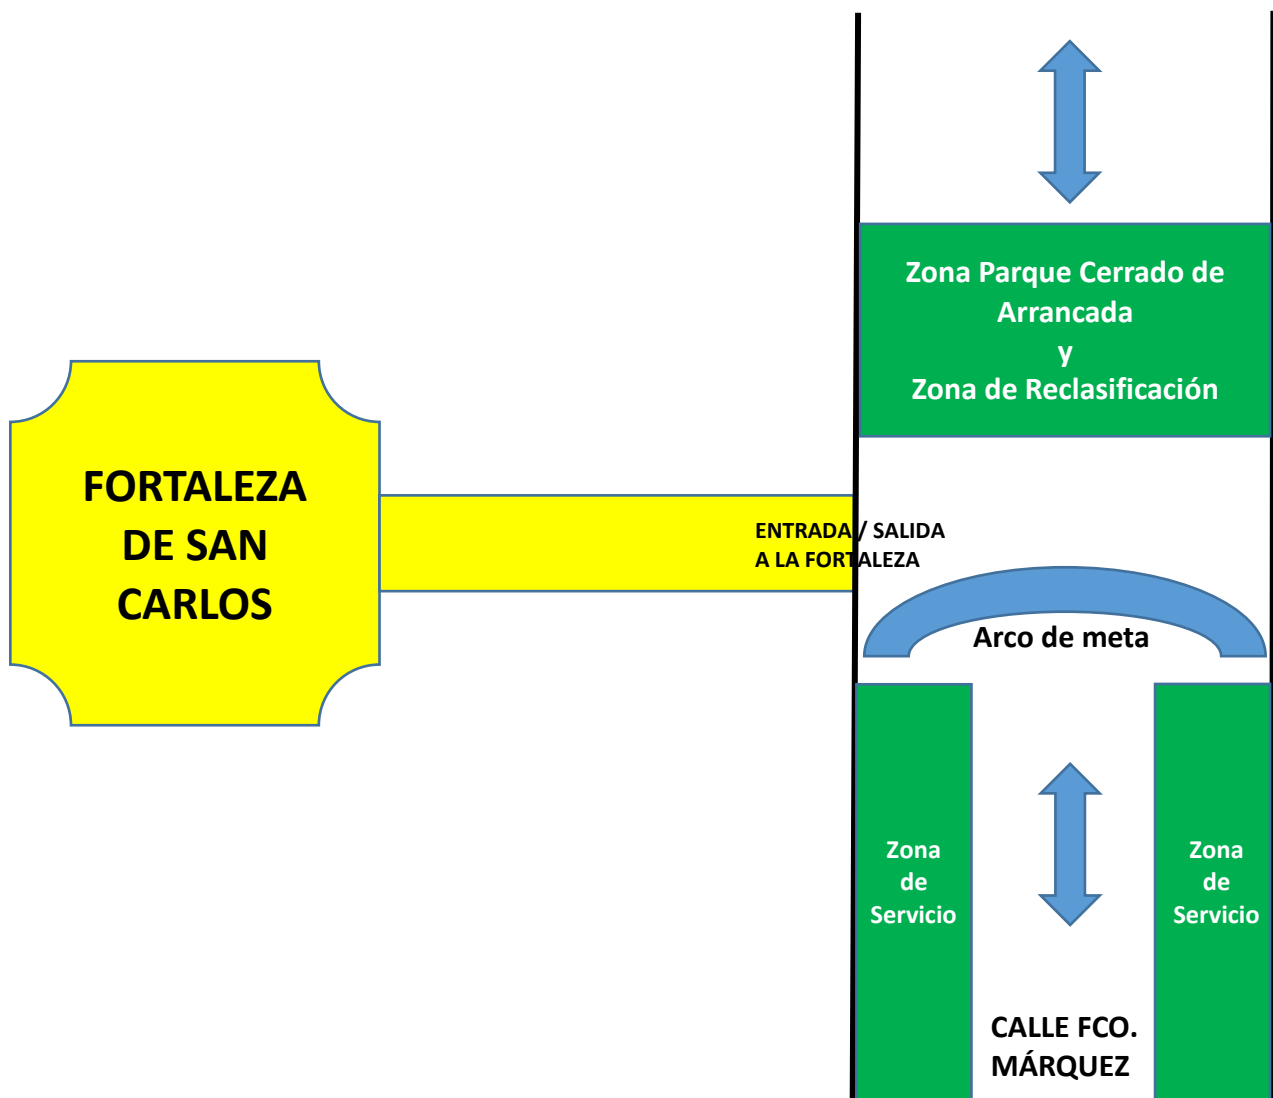 Zona Parque Cerrado de
Arrancada
y
Zona de Reclasificación
FORTALEZA
DE SAN
CARLOS
ENTRADA / SALIDA
A LA FORTALEZA
Arco de meta
Zona
de
Servicio
Zona
de
Servicio
CALLE FCO.
MÁRQUEZ